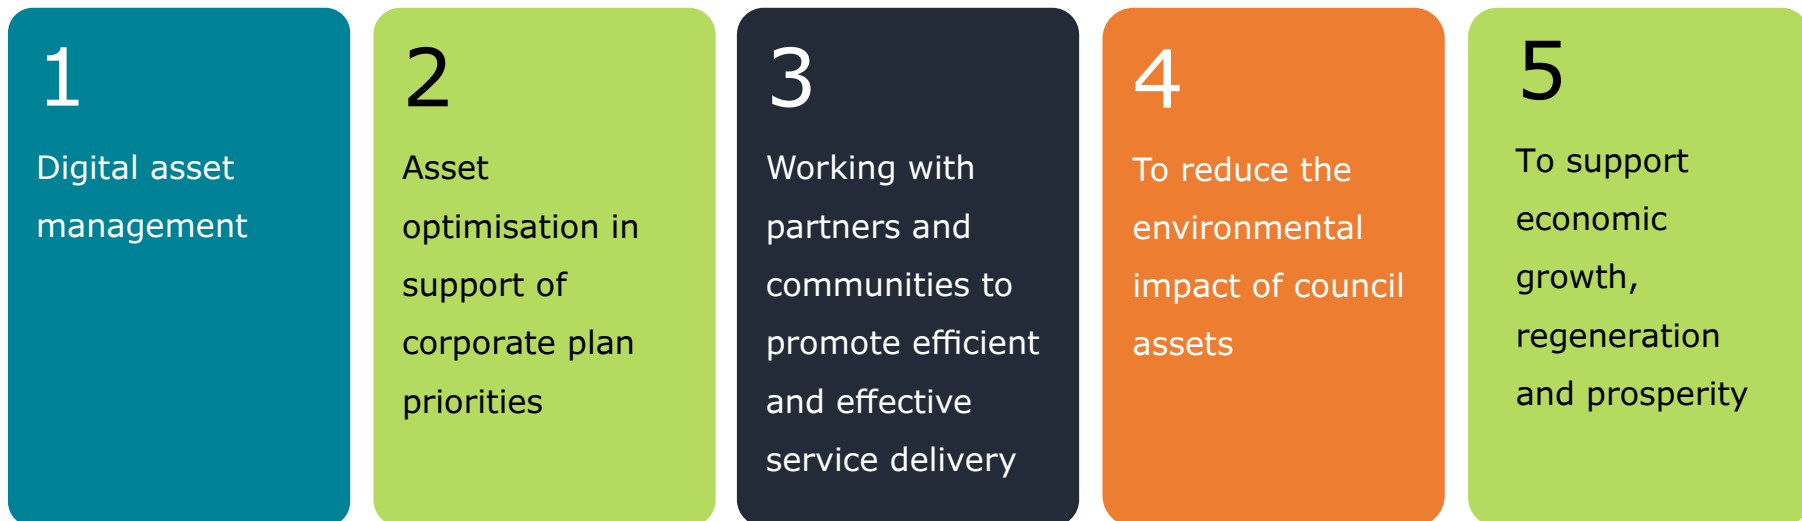 1
Digital asset
management
2
Asset
optimisation in
support of
corporate plan
priorities
3
Working with
partners and
communities to
promote efficient
and effective
service delivery
4
To reduce the
environmental
impact of council
assets
5
To support
economic
growth,
regeneration
and prosperity